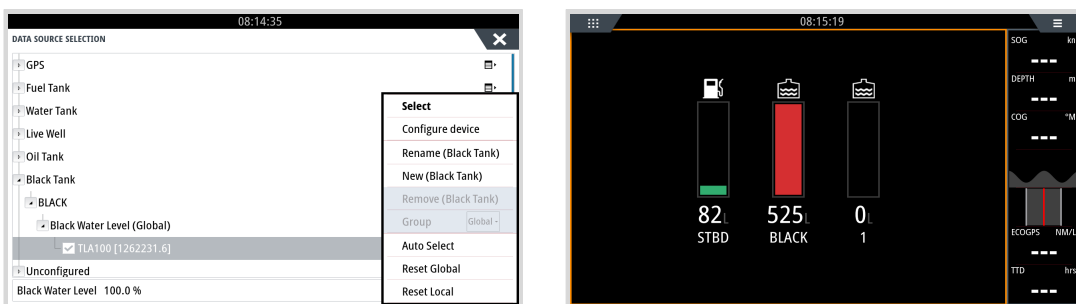 08:14:35
DATA SOURCE SELECTION
GPS
Fuel Tank
Water Tank
Live Well
Oil Tank
Black Tank
BLACK
Black Water Level (Global)
TLA100 [1262231.6]
Unconfigured
Black Water Level 100.0 %
Select
Configure device
Rename (Black Tank)
New (Black Tank)
Remove (Black Tank)
Group Global
Auto Select
Reset Global
Reset Local
08:15:19
82L 525L 0L
STBD BLACK 1
SOG kn
---
DEPTH m
---
COG °M
---
ECOGPS NM/L
---
TTD hrs
---